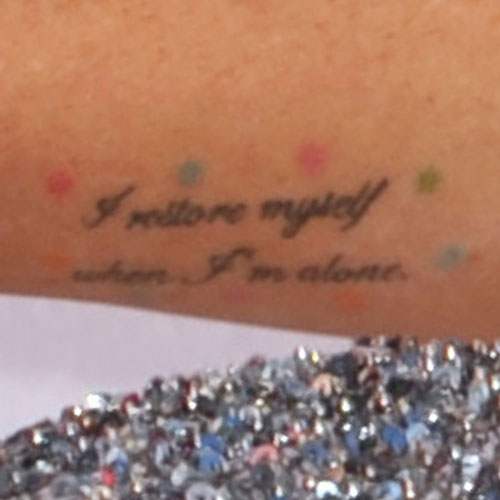 I restore myself
when I'm alone.